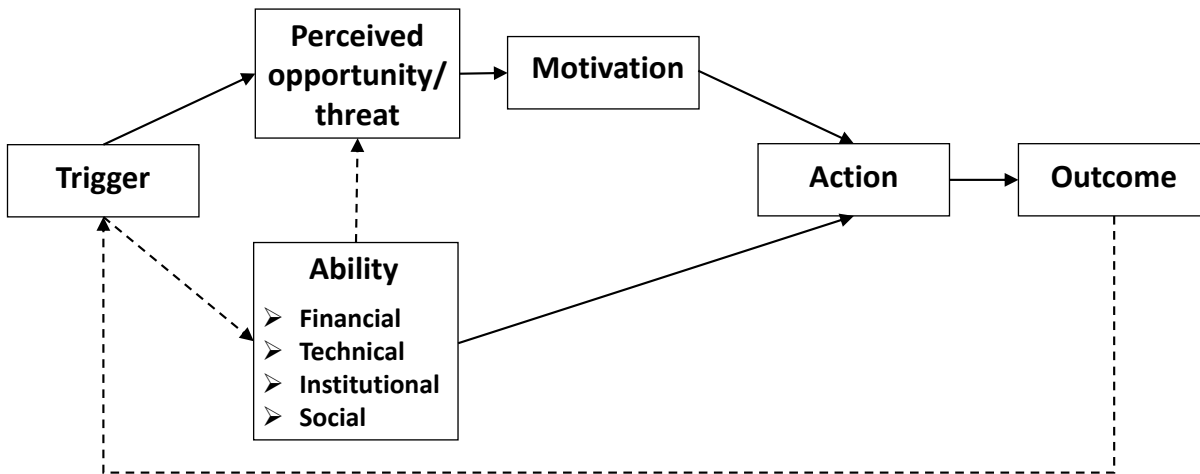 Perceived
opportunity/
threat
Motivation
Trigger
Action
Outcome
Ability
Financial
Technical
Institutional
Social